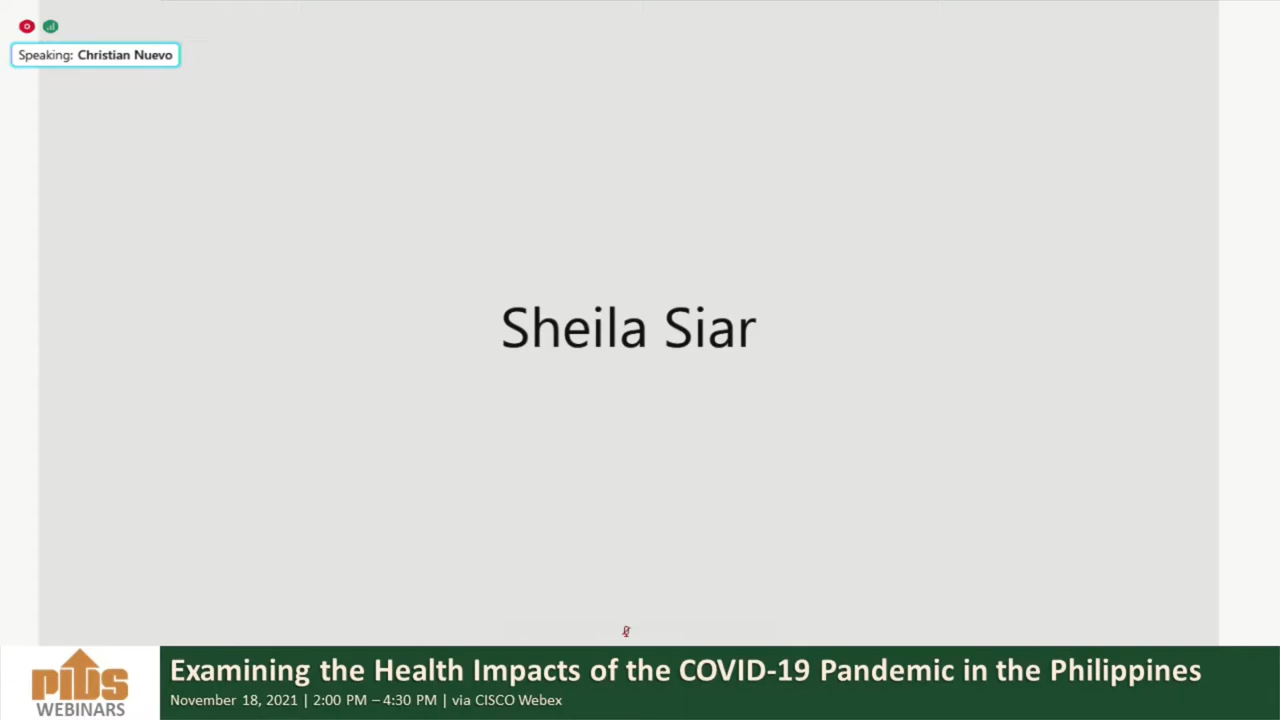 Speaking: Christian Nuevo
Sheila Siar
PIDS
WEBINARS
Examining the Health Impacts of the COVID-19 Pandemic in the Philippines
November 18, 2021 | 2:00 PM – 4:30 PM | via CISCO Webex